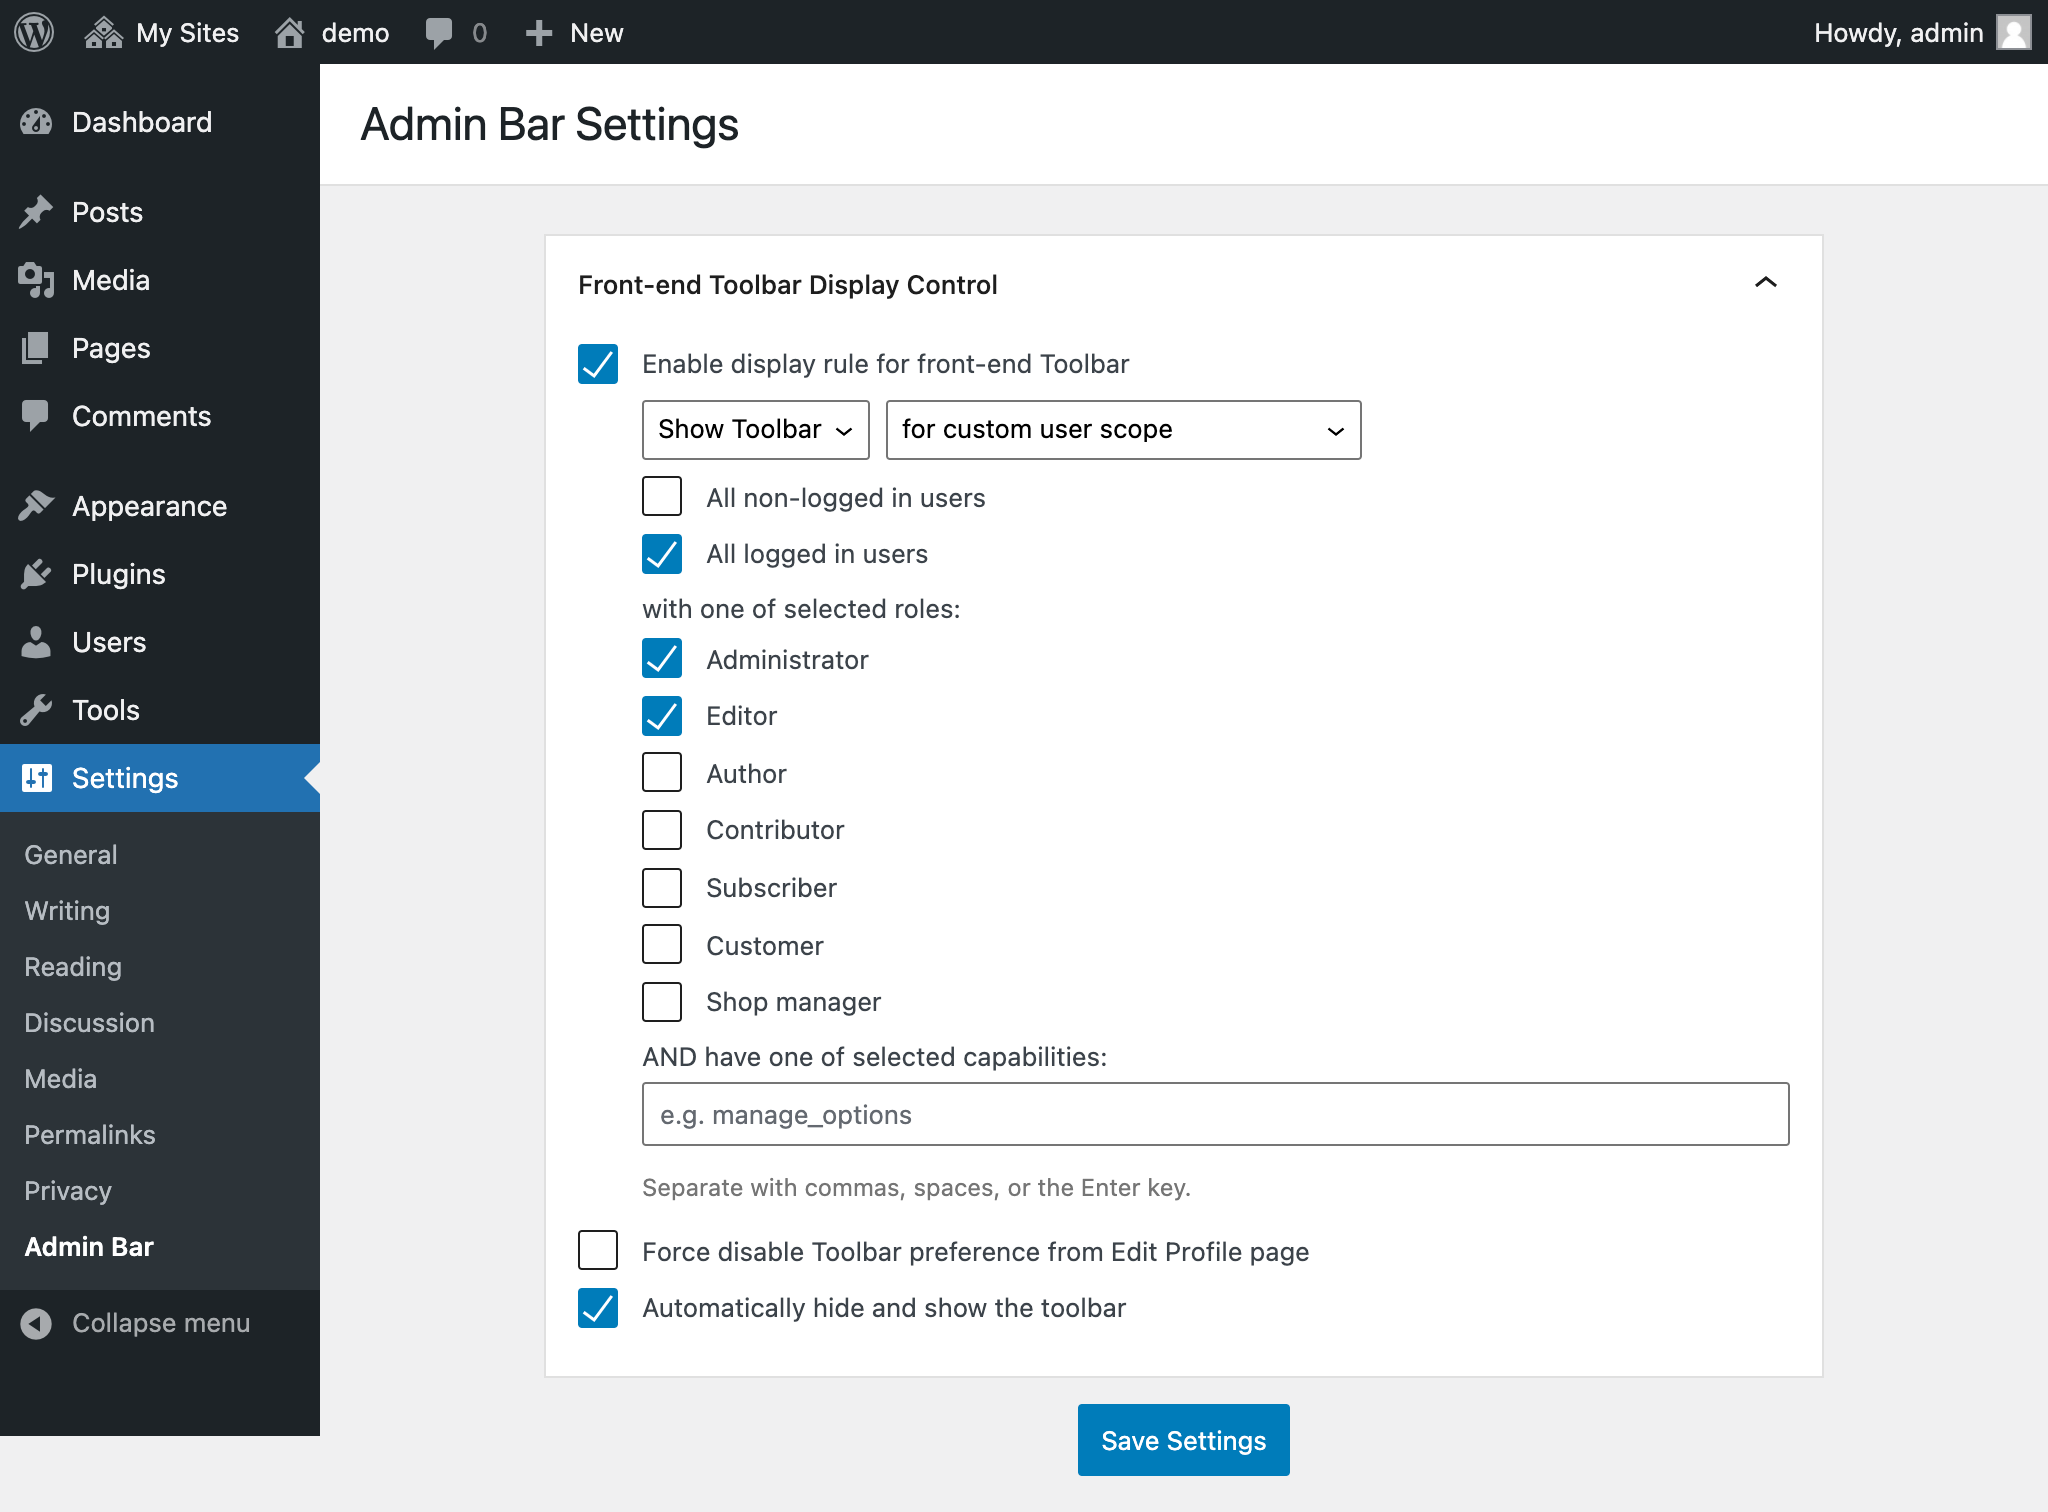 My Sites demo 0 New Howdy, admin
Dashboard
Posts
Media
Pages
Comments
Appearance
Plugins
Users
Tools
Settings
General
Writing
Reading
Discussion
Media
Permalinks
Privacy
Admin Bar
Collapse menu
Admin Bar Settings
Front-end Toolbar Display Control
Enable display rule for front-end Toolbar
Show Toolbar for custom user scope
All non-logged in users
All logged in users
with one of selected roles:
Administrator
Editor
Author
Contributor
Subscriber
Customer
Shop manager
AND have one of selected capabilities:
e.g. manage_options
Separate with commas, spaces, or the Enter key.
Force disable Toolbar preference from Edit Profile page
Automatically hide and show the toolbar
Save Settings